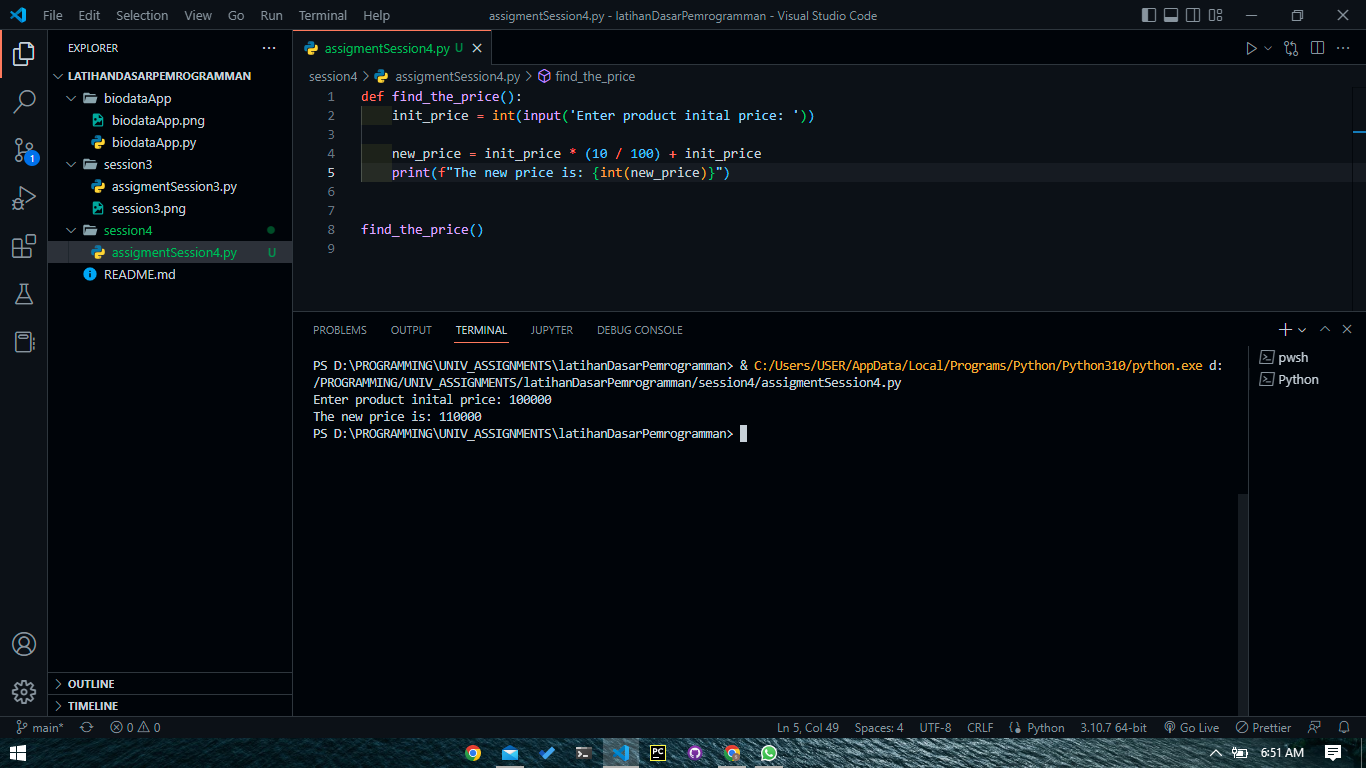 File Edit Selection View Go Run Terminal Help
assigmentSession4.py - latihanDasarPemrogramman - Visual Studio Code
EXPLORER
LATIHANDASARPEMROGRAMMAN
biodataApp
biodataApp.png
biodataApp.py
session3
assigmentSession3.py
session3.png
session4
assigmentSession4.py U
README.md
OUTLINE
TIMELINE
1
assigmentSession4.py U
session4 > assigmentSession4.py > find_the_price
1 def find_the_price():
2 init_price = int(input('Enter product inital price: '))
3
4 new_price = init_price * (10 / 100) + init_price
5 print(f"The new price is: {int(new_price)}")
6
7
8 find_the_price()
9
PROBLEMS OUTPUT TERMINAL JUPYTER DEBUG CONSOLE
PS D:\PROGRAMMING\UNIV_ASSIGNMENTS\latihanDasarPemrogramman> & C:/Users/USER/AppData/Local/Programs/Python/Python310/python.exe d:
/PROGRAMMING/UNIV_ASSIGNMENTS/latihanDasarPemrogramman/session4/assigmentSession4.py
Enter product inital price: 100000
The new price is: 110000
PS D:\PROGRAMMING\UNIV_ASSIGNMENTS\latihanDasarPemrogramman>
pwsh
Python
main* 0 0 Ln 5, Col 49 Spaces: 4 UTF-8 CRLF Python 3.10.7 64-bit Go Live Prettier
PC
6:51 AM